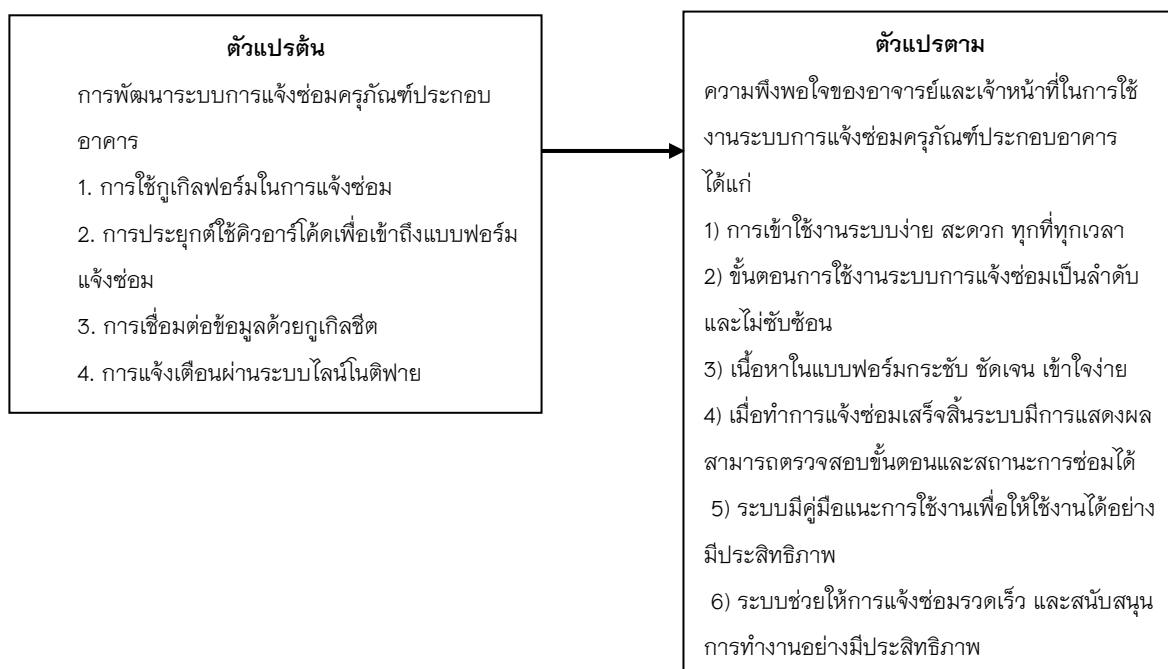 ตัวแปรต้น
การพัฒนาระบบการแจ้งซ่อมครุภัณฑ์ประกอบ
อาคาร
1. การใช้กูเกิลฟอร์มในการแจ้งซ่อม
2. การประยุกต์ใช้คิวอาร์โค้ดเพื่อเข้าถึงแบบฟอร์ม
แจ้งซ่อม
3. การเชื่อมต่อข้อมูลด้วยกูเกิลชีต
4. การแจ้งเตือนผ่านระบบไลน์โนติฟาย
ตัวแปรตาม
ความพึงพอใจของอาจารย์และเจ้าหน้าที่ในการใช้
งานระบบการแจ้งซ่อมครุภัณฑ์ประกอบอาคาร
ได้แก่
1) การเข้าใช้งานระบบง่าย สะดวก ทุกที่ทุกเวลา
2) ขั้นตอนการใช้งานระบบการแจ้งซ่อมเป็นลำดับ
และไม่ซับซ้อน
3) เนื้อหาในแบบฟอร์มกระชับ ชัดเจน เข้าใจง่าย
4) เมื่อทำการแจ้งซ่อมเสร็จสิ้นระบบมีการแสดงผล
สามารถตรวจสอบขั้นตอนและสถานะการซ่อมได้
5) ระบบมีคู่มือแนะการใช้งานเพื่อให้ใช้งานได้อย่าง
มีประสิทธิภาพ
6) ระบบช่วยให้การแจ้งซ่อมรวดเร็ว และสนับสนุน
การทำงานอย่างมีประสิทธิภาพ